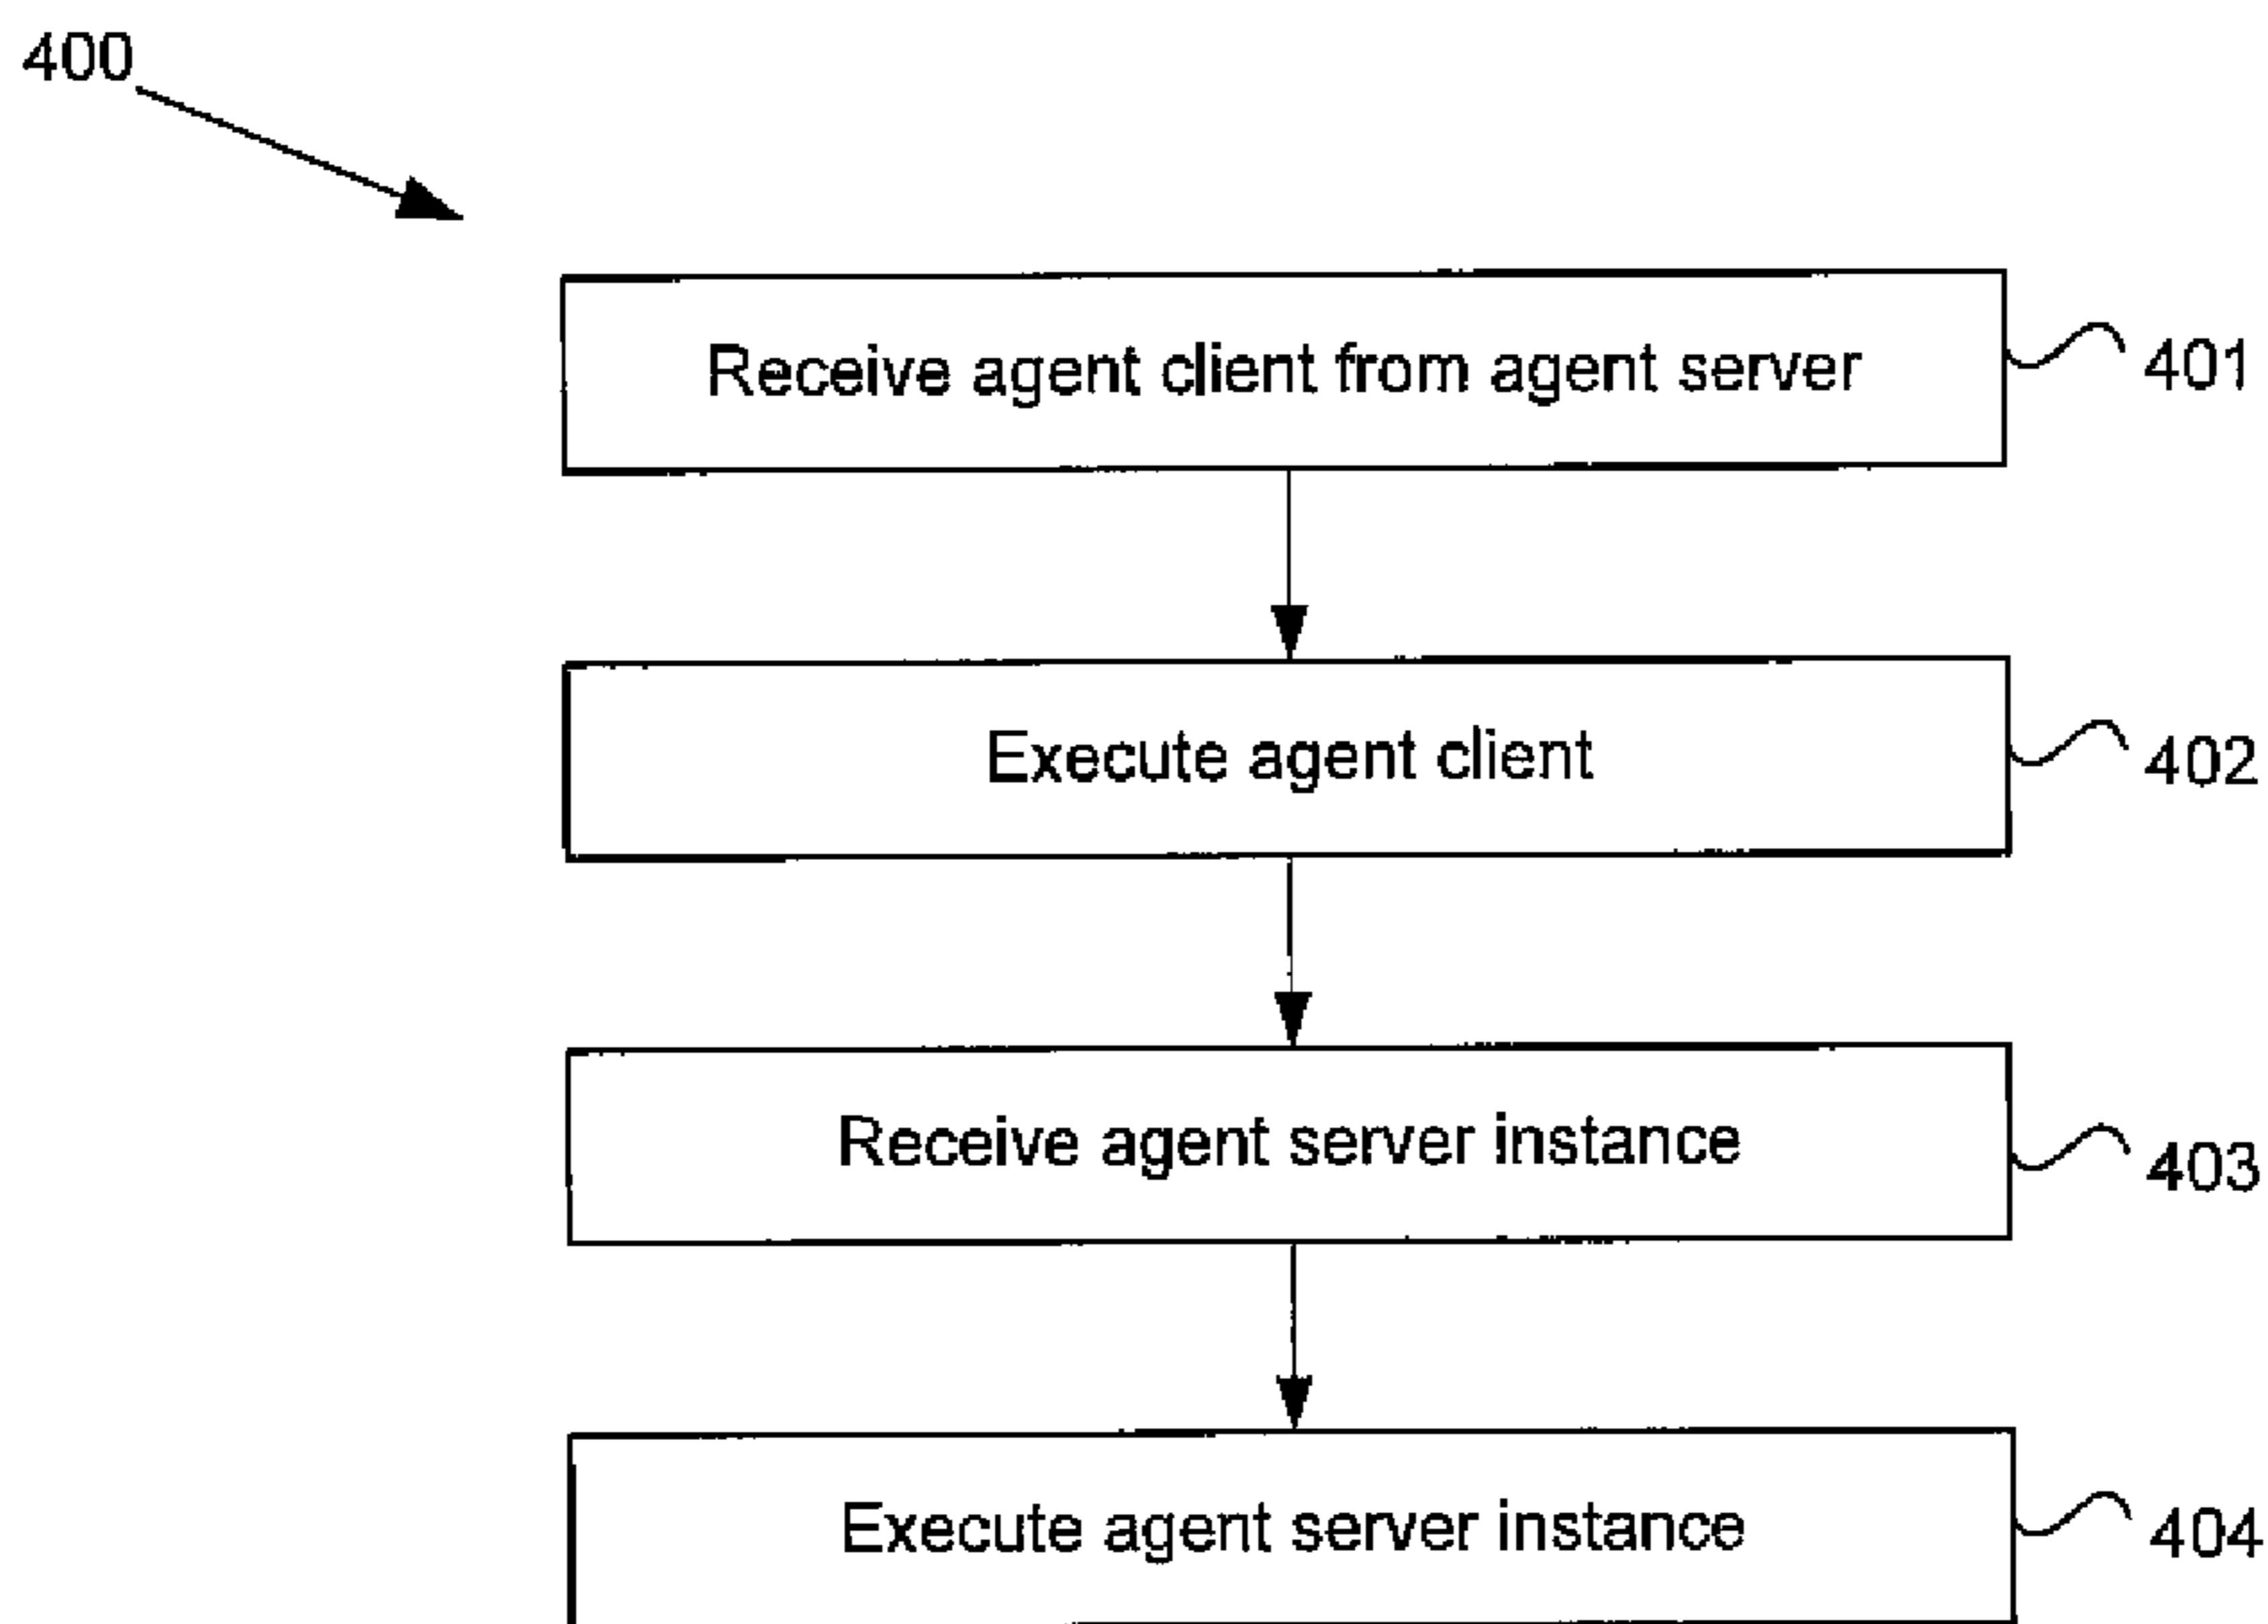 400
Receive agent client from agent server
401
Execute agent client
402
Receive agent server instance
403
Execute agent server instance
404